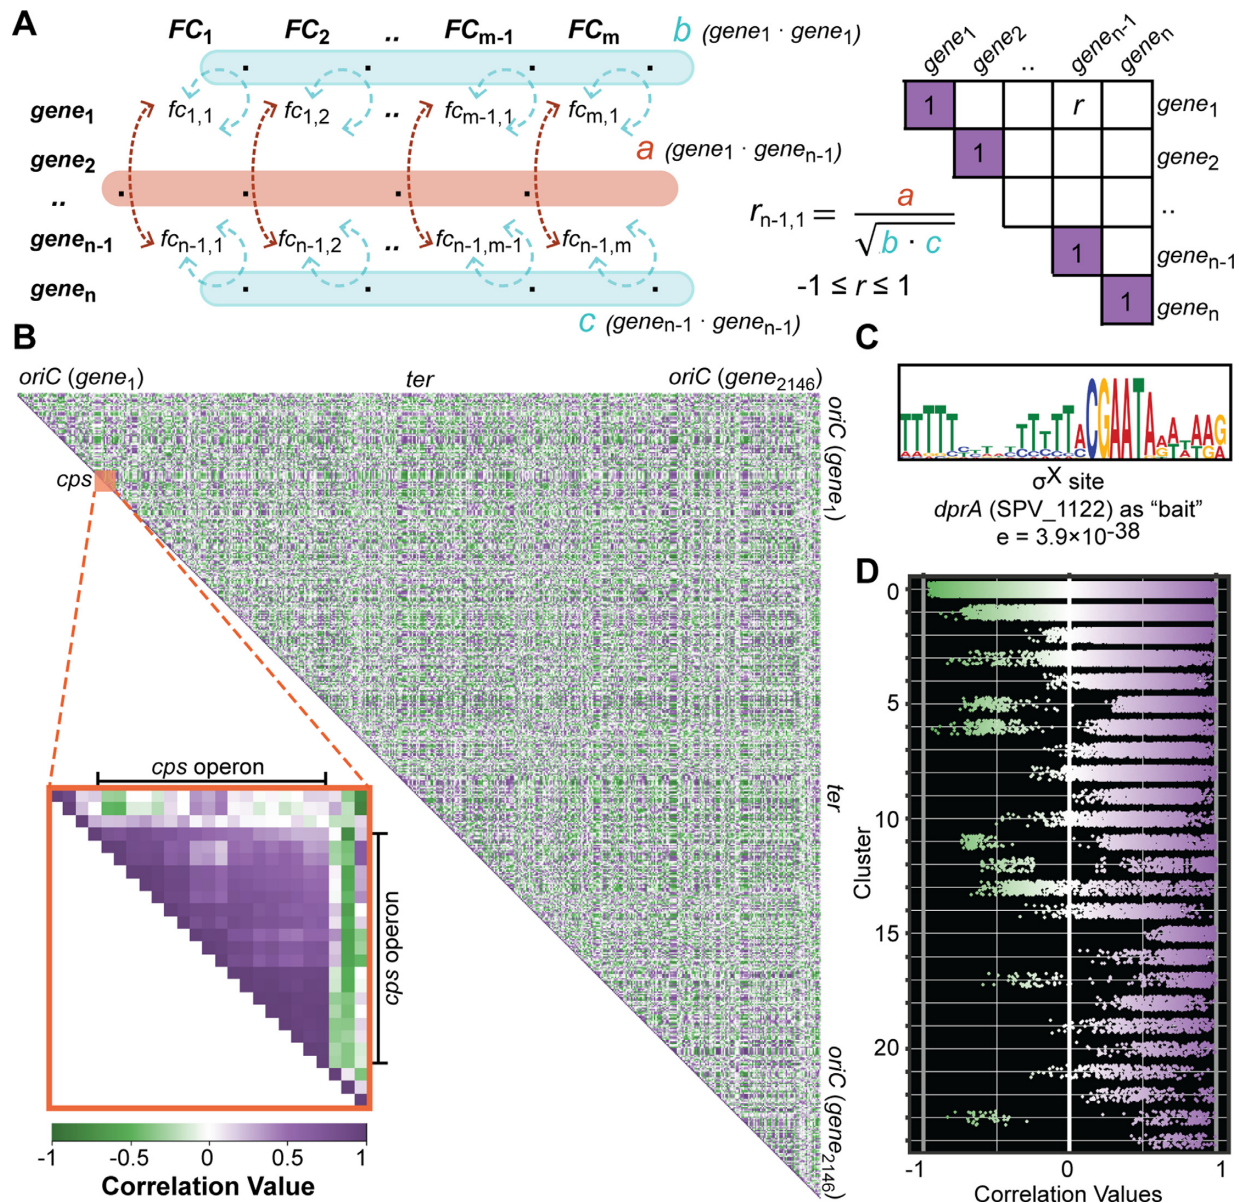 A
FC1 FC2 .. FCm-1 FCm
b (gene1 · gene1)
gene1 fc1,1 fc1,2 .. fcm-1,1 fcm,1
gene2
a (gene1 · genen-1)
..
genen-1 fcn-1,1 fcn-1,2 .. fcn-1,m-1 fcn-1,m
genen
c (genen-1 · genen-1)
rn-1,1 = a / √b · c
-1 ≤ r ≤ 1
gene1 gene2 .. genen-1 genen
1 r gene1
1 gene2
..
1 genen-1
1 genen
B
oriC (gene1) ter oriC (gene2146)
oriC (gene1)
ter
oriC (gene2146)
cps
cps operon
cps operon
-1 -0.5 0 0.5 1
Correlation Value
C
TTTT TTTTTACGAATAAATAAG
σX site
dprA (SPV_1122) as “bait”
e = 3.9×10-38
D
0
5
10
15
20
Cluster
-1 0 1
Correlation Values